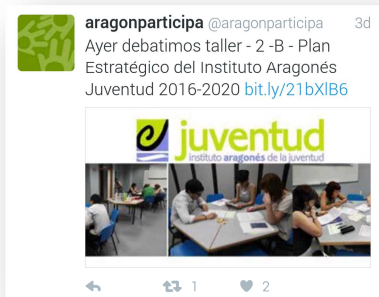 aragonparticipa @aragonparticipa 3d
Ayer debatimos taller - 2 -B - Plan
Estratégico del Instituto Aragonés
Juventud 2016-2020 bit.ly/21bXlB6
juventud
instituto aragonés de la juventud
1 2